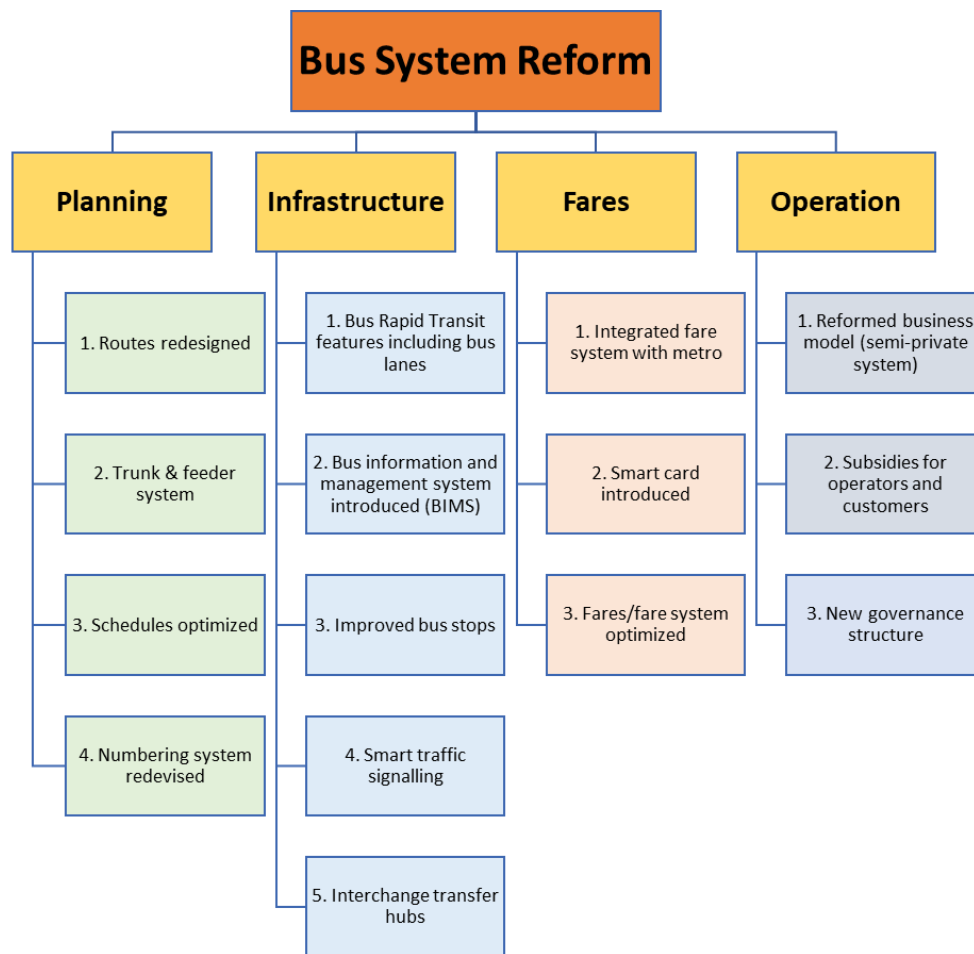 Bus System Reform
Planning
Infrastructure
Fares
Operation
1. Routes redesigned
2. Trunk & feeder
system
3. Schedules optimized
4. Numbering system
redevised
1. Bus Rapid Transit
features including bus
lanes
2. Bus information and
management system
introduced (BIMS)
3. Improved bus stops
4. Smart traffic
signalling
5. Interchange transfer
hubs
1. Integrated fare
system with metro
2. Smart card
introduced
3. Fares/fare system
optimized
1. Reformed business
model (semi-private
system)
2. Subsidies for
operators and
customers
3. New governance
structure